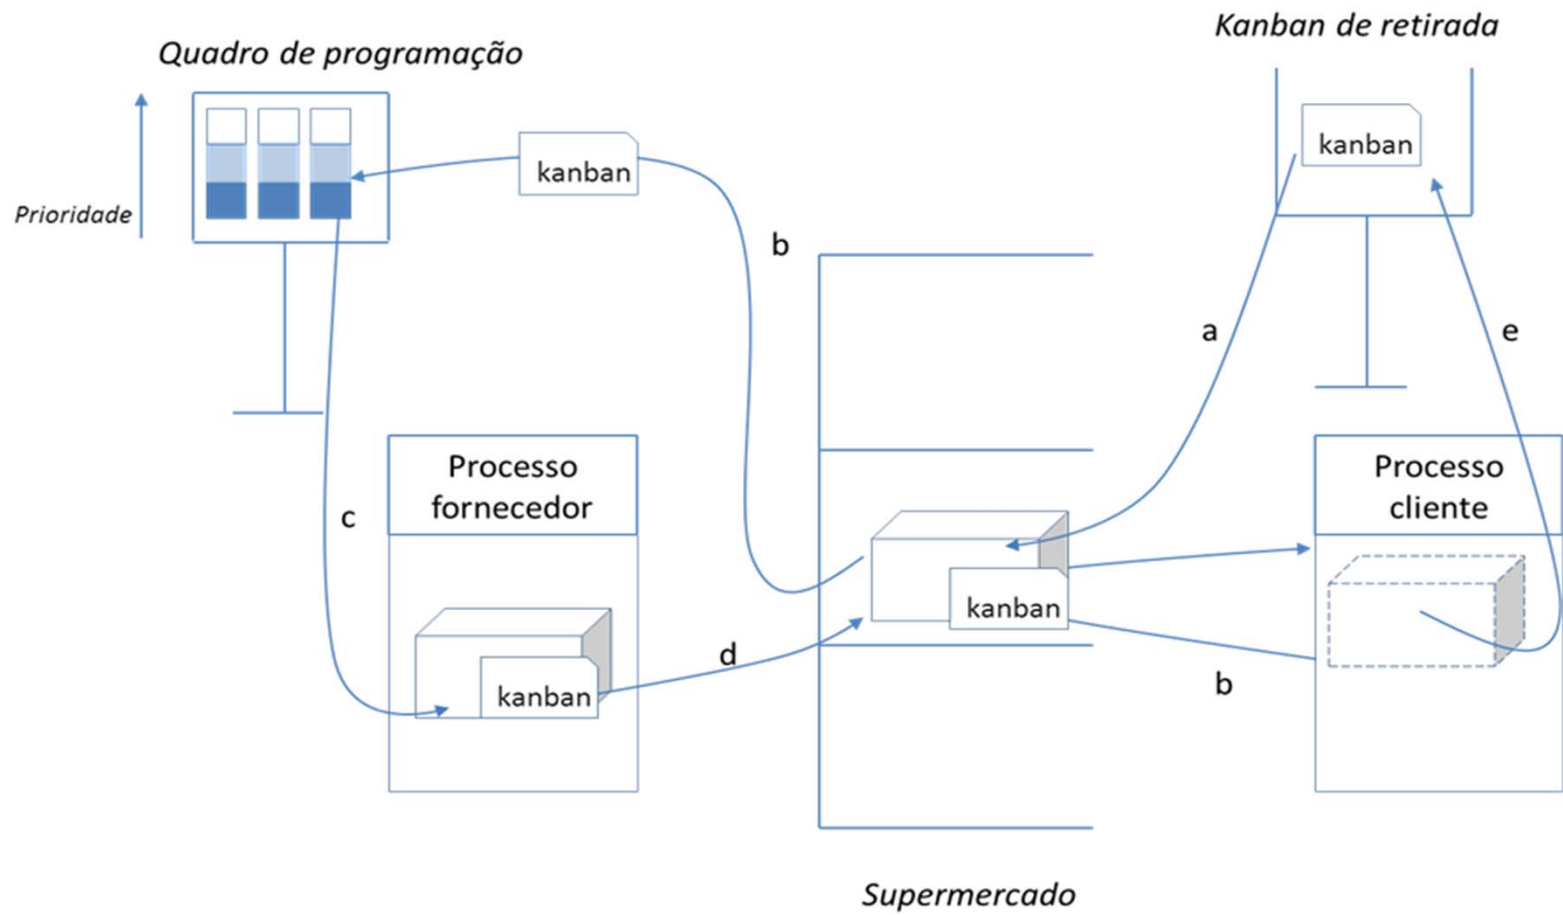 Kanban de retirada
Quadro de programação
kanban
kanban
Prioridade
b
a
e
Processo
fornecedor
Processo
cliente
c
kanban
d
b
kanban
Supermercado